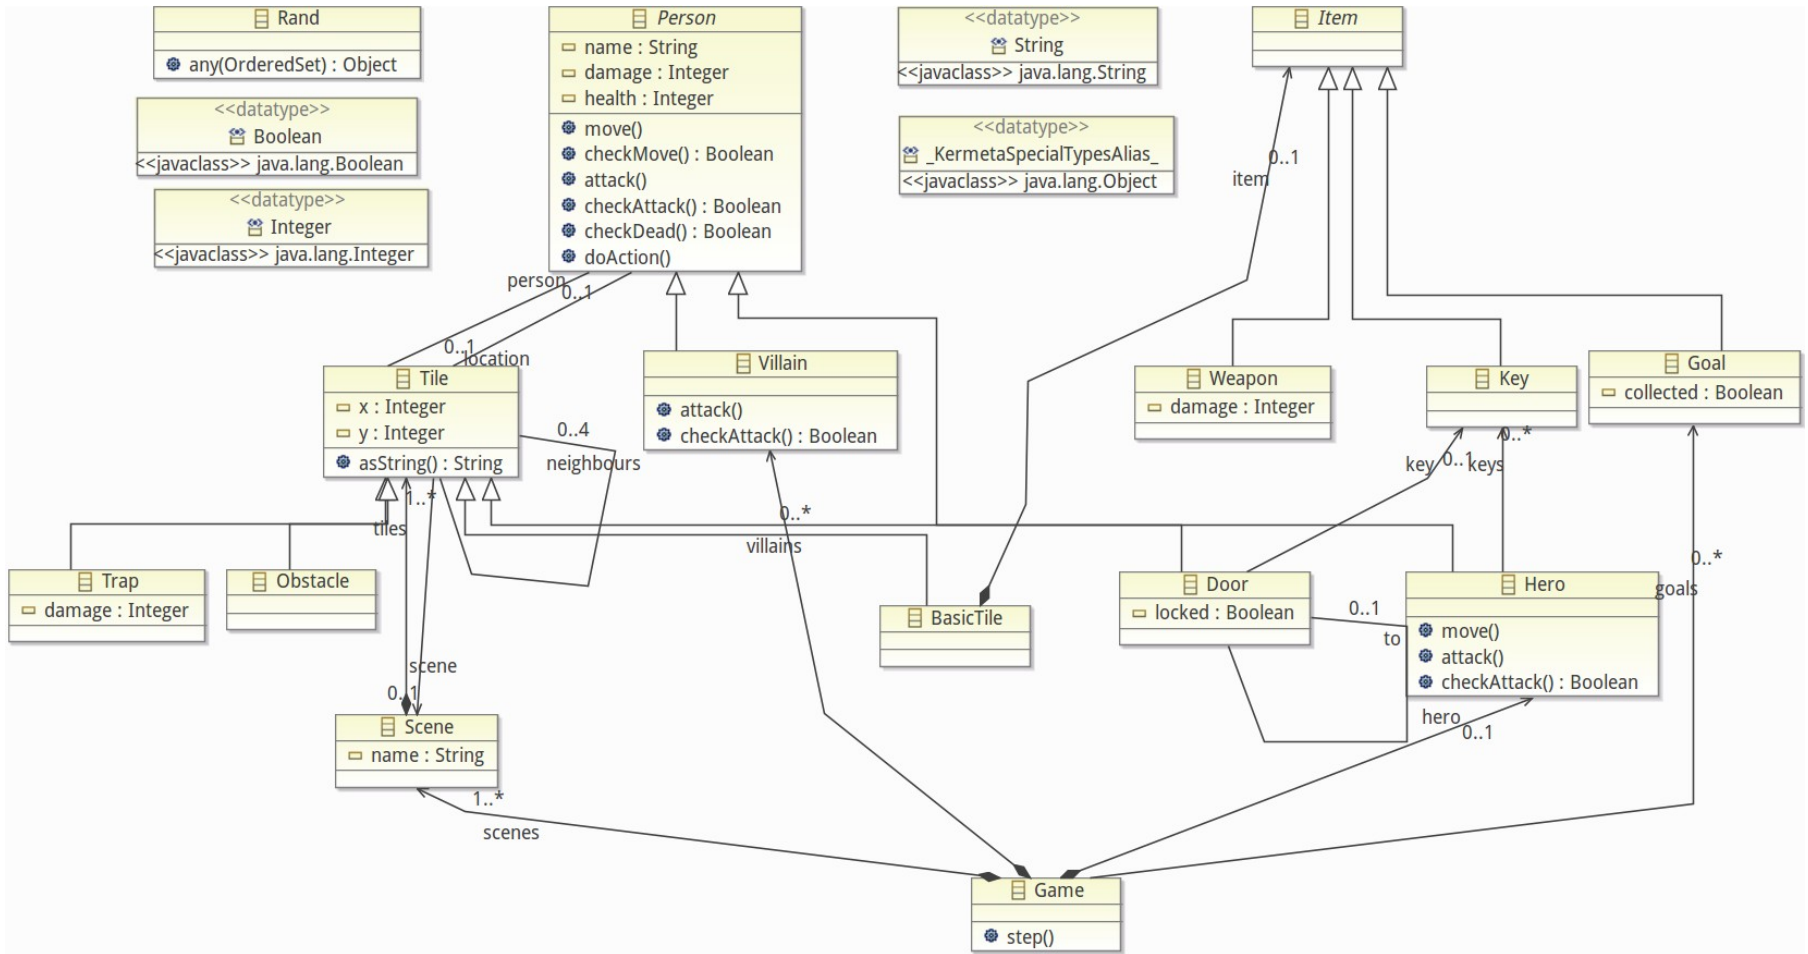 Rand
any(OrderedSet) : Object
<<datatype>>
Boolean
<<javaclass>> java.lang.Boolean
<<datatype>>
Integer
<<javaclass>> java.lang.Integer
Person
name : String
damage : Integer
health : Integer
move()
checkMove() : Boolean
attack()
checkAttack() : Boolean
checkDead() : Boolean
doAction()
<<datatype>>
String
<<javaclass>> java.lang.String
<<datatype>>
_KermetaSpecialTypesAlias_
<<javaclass>> java.lang.Object
Item
0..1
item
person
0..1
0..1
location
Tile
x : Integer
y : Integer
asString() : String
0..4
neighbours
Villain
attack()
checkAttack() : Boolean
Weapon
damage : Integer
Key
Goal
collected : Boolean
0..*
key
0..1
keys
1..*
tiles
0..*
villains
Trap
damage : Integer
Obstacle
BasicTile
Door
locked : Boolean
0..1
to
Hero
move()
attack()
checkAttack() : Boolean
0..*
goals
scene
0..1
Scene
name : String
hero
0..1
1..*
scenes
Game
step()